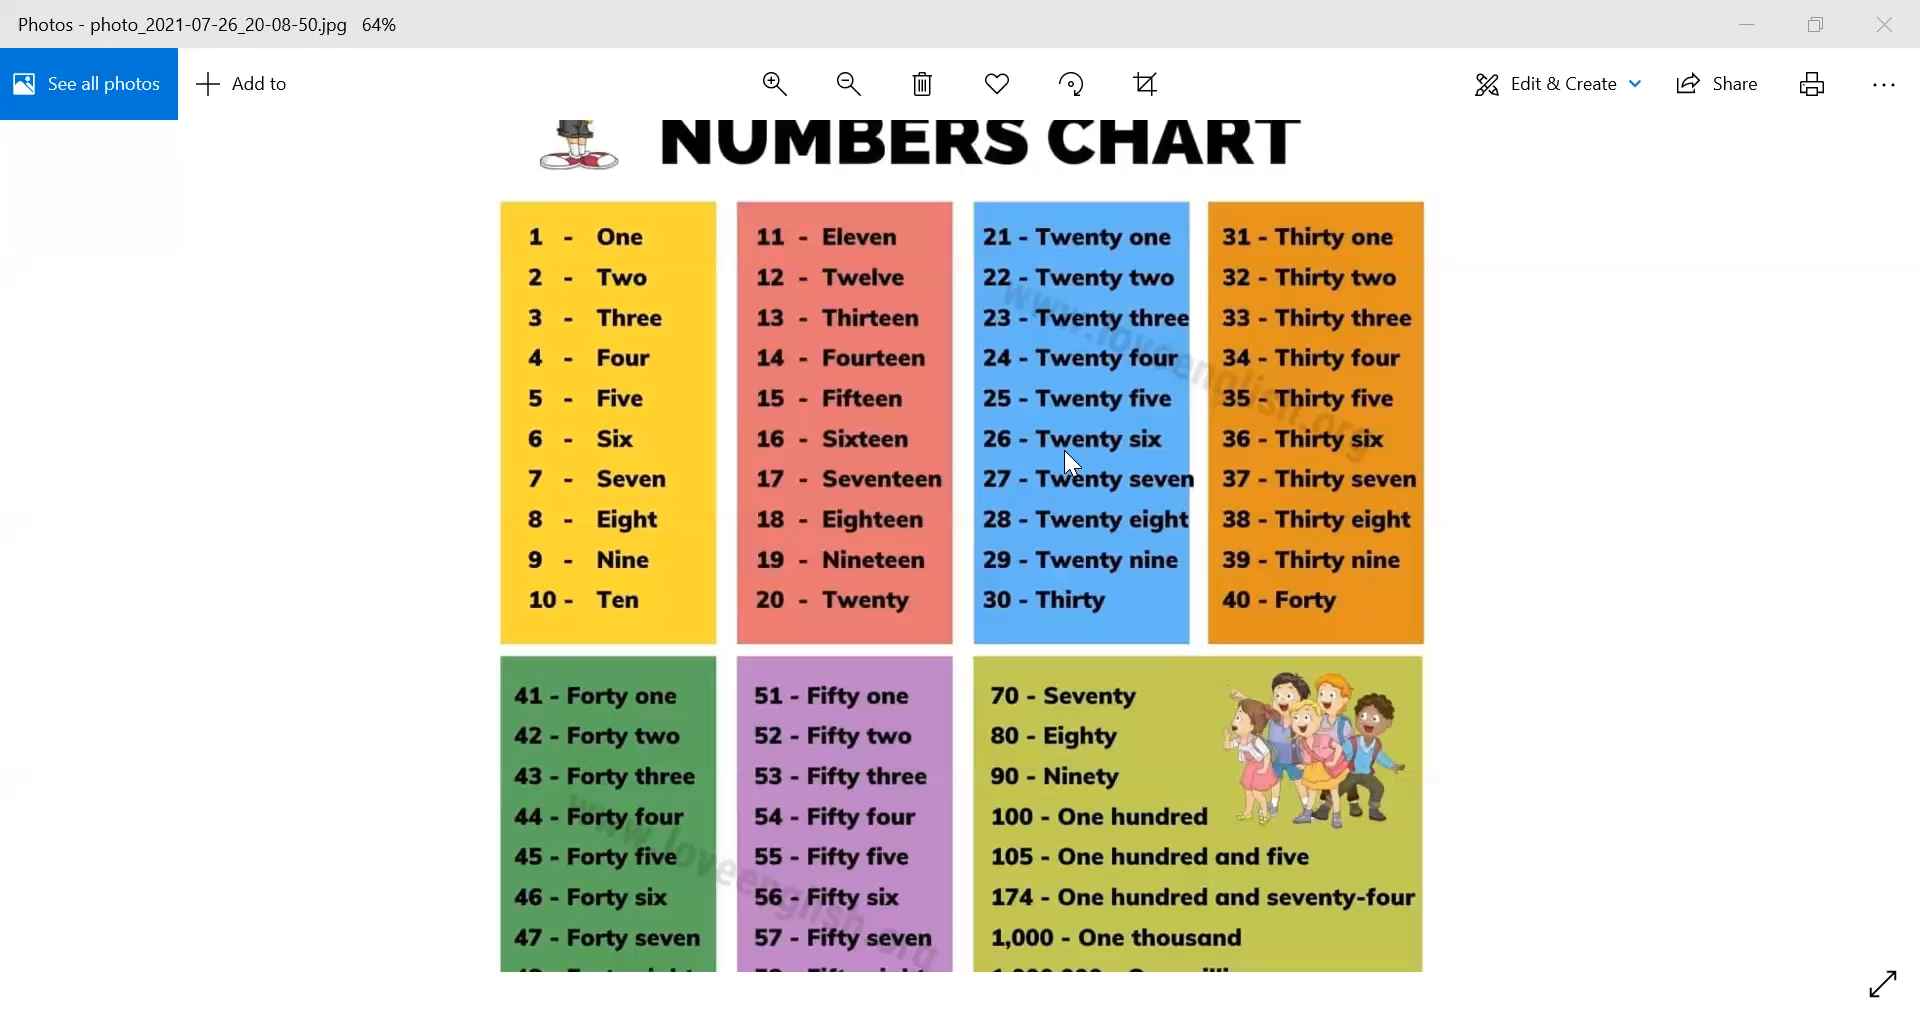 Photos - photo_2021-07-26_20-08-50.jpg 64%
See all photos
Add to
Edit & Create
Share
NUMBERS CHART
1 - One
2 - Two
3 - Three
4 - Four
5 - Five
6 - Six
7 - Seven
8 - Eight
9 - Nine
10 - Ten
11 - Eleven
12 - Twelve
13 - Thirteen
14 - Fourteen
15 - Fifteen
16 - Sixteen
17 - Seventeen
18 - Eighteen
19 - Nineteen
20 - Twenty
21 - Twenty one
22 - Twenty two
23 - Twenty three
24 - Twenty four
25 - Twenty five
26 - Twenty six
27 - Twenty seven
28 - Twenty eight
29 - Twenty nine
30 - Thirty
31 - Thirty one
32 - Thirty two
33 - Thirty three
34 - Thirty four
35 - Thirty five
36 - Thirty six
37 - Thirty seven
38 - Thirty eight
39 - Thirty nine
40 - Forty
www.loveenglish.org
41 - Forty one
42 - Forty two
43 - Forty three
44 - Forty four
45 - Forty five
46 - Forty six
47 - Forty seven
51 - Fifty one
52 - Fifty two
53 - Fifty three
54 - Fifty four
55 - Fifty five
56 - Fifty six
57 - Fifty seven
www.loveenglish.org
70 - Seventy
80 - Eighty
90 - Ninety
100 - One hundred
105 - One hundred and five
174 - One hundred and seventy-four
1,000 - One thousand